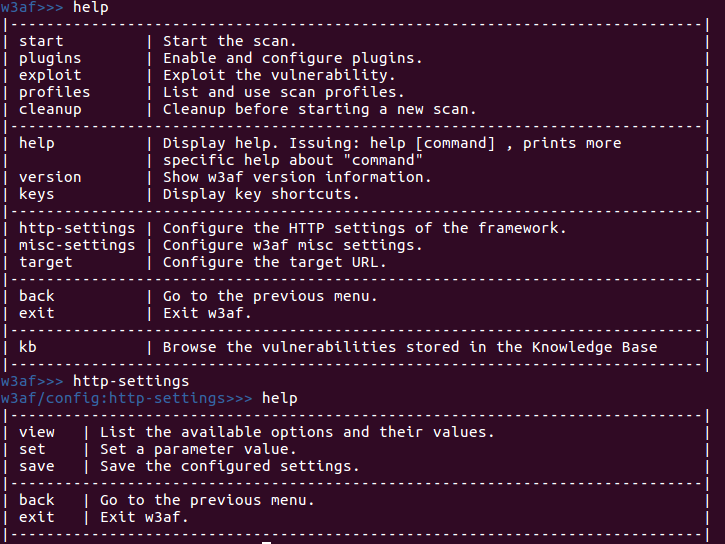 w3af>>> help
|-------------------------------------------------------------------------------|
| start         | Start the scan.                                               |
| plugins       | Enable and configure plugins.                                 |
| exploit       | Exploit the vulnerability.                                    |
| profiles      | List and use scan profiles.                                   |
| cleanup       | Cleanup before starting a new scan.                           |
|-------------------------------------------------------------------------------|
| help          | Display help. Issuing: help [command] , prints more           |
|               | specific help about "command"                                 |
| version       | Show w3af version information.                                |
| keys          | Display key shortcuts.                                        |
|-------------------------------------------------------------------------------|
| http-settings | Configure the HTTP settings of the framework.                 |
| misc-settings | Configure w3af misc settings.                                 |
| target        | Configure the target URL.                                     |
|-------------------------------------------------------------------------------|
| back          | Go to the previous menu.                                      |
| exit          | Exit w3af.                                                    |
|-------------------------------------------------------------------------------|
| kb            | Browse the vulnerabilities stored in the Knowledge Base       |
|-------------------------------------------------------------------------------|
w3af>>> http-settings
w3af/config:http-settings>>> help
|-------------------------------------------------------------------------------|
| view   | List the available options and their values.                         |
| set    | Set a parameter value.                                               |
| save   | Save the configured settings.                                        |
|-------------------------------------------------------------------------------|
| back   | Go to the previous menu.                                             |
| exit   | Exit w3af.                                                           |
|-------------------------------------------------------------------------------|